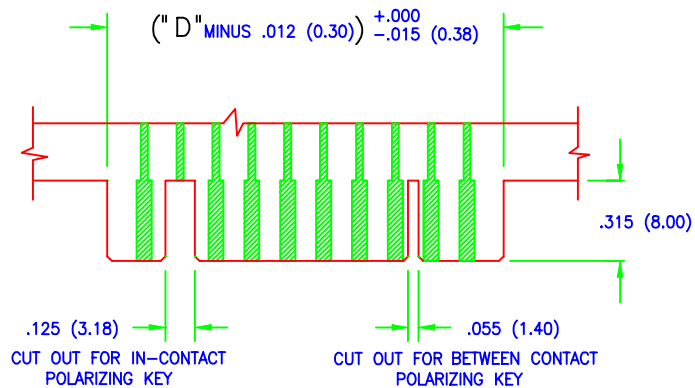 ("D" MINUS .012 (0.30)) +.000
-.015 (0.38)
.315 (8.00)
.125 (3.18)
CUT OUT FOR IN-CONTACT
POLARIZING KEY
.055 (1.40)
CUT OUT FOR BETWEEN CONTACT
POLARIZING KEY